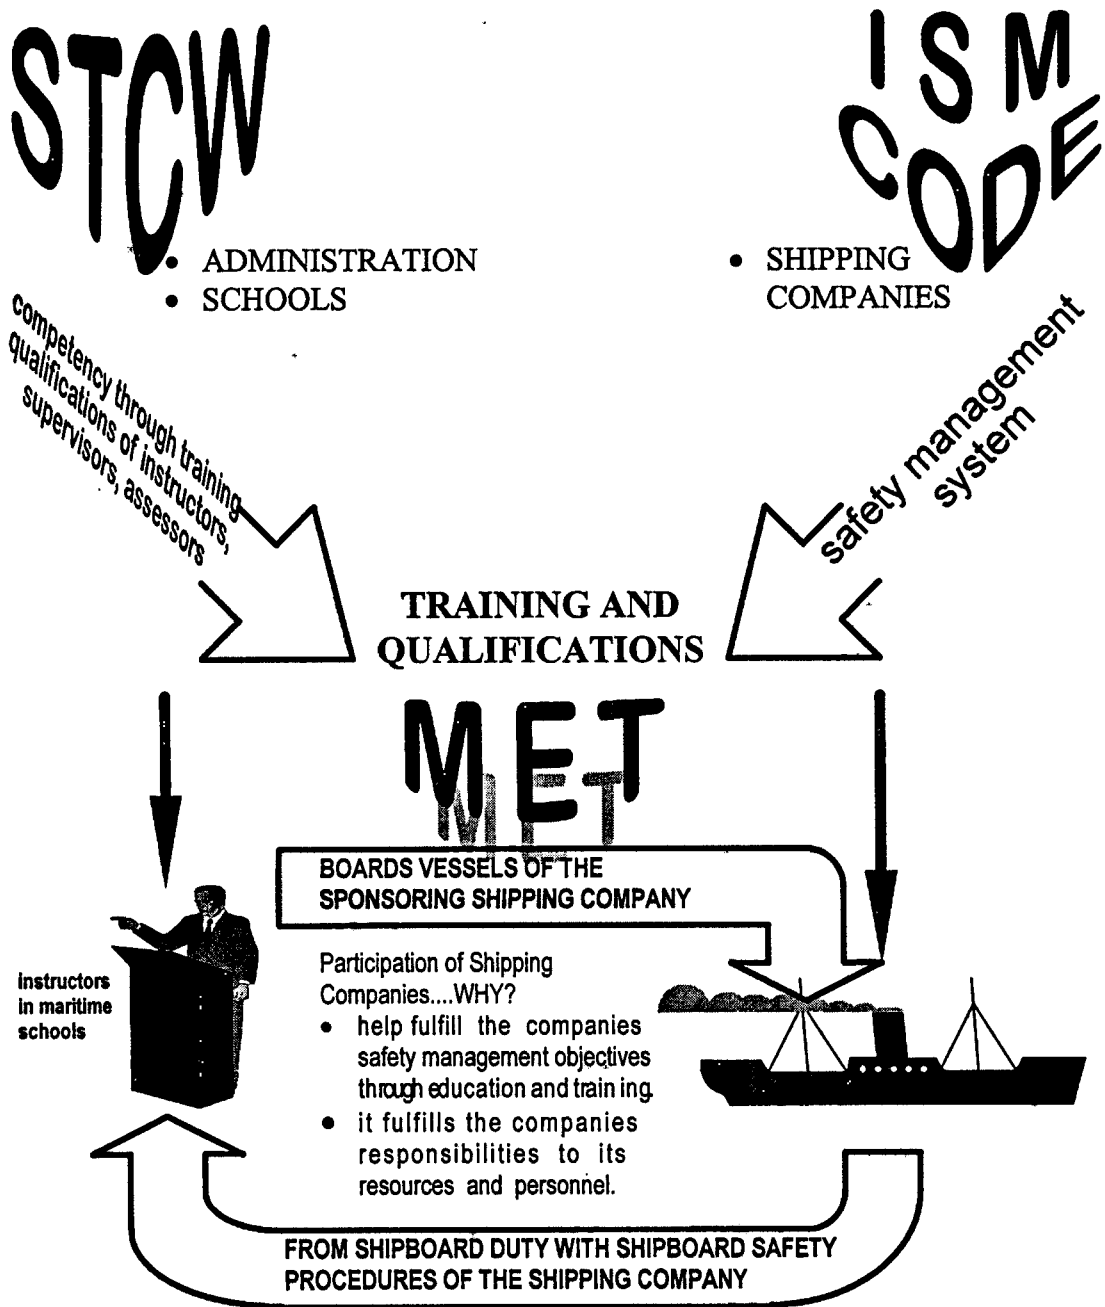 STCW
ISM
CODE
• ADMINISTRATION
• SCHOOLS
• SHIPPING
COMPANIES
competency through training
qualifications of instructors,
supervisors, assessors
safety management
system
TRAINING AND
QUALIFICATIONS
MET
BOARDS VESSELS OF THE
SPONSORING SHIPPING COMPANY
instructors
in maritime
schools
Participation of Shipping
Companies....WHY?
• help fulfill the companies
safety management objectives
through education and training.
• it fulfills the companies
responsibilities to its
resources and personnel.
FROM SHIPBOARD DUTY WITH SHIPBOARD SAFETY
PROCEDURES OF THE SHIPPING COMPANY